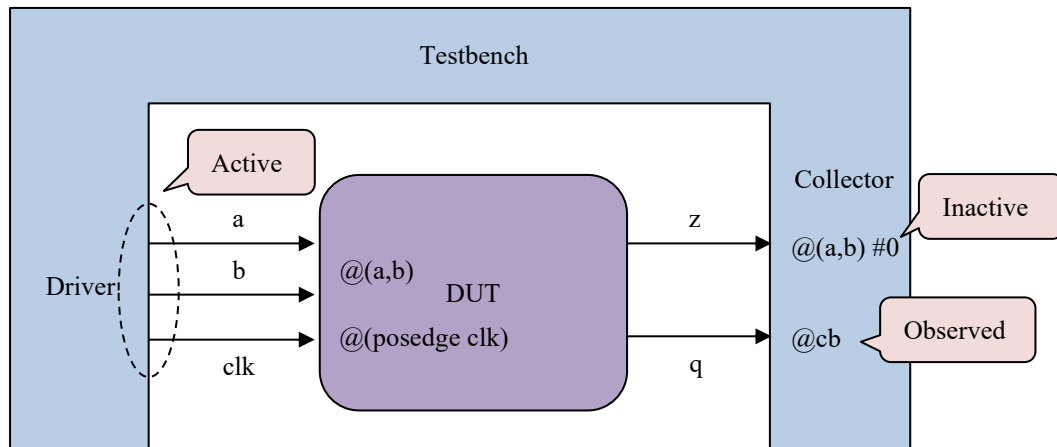 Testbench
Active
Collector
Inactive
a
z
@(a,b) #0
b
@(a,b)
Driver
DUT
Observed
@(posedge clk)
@cb
clk
q